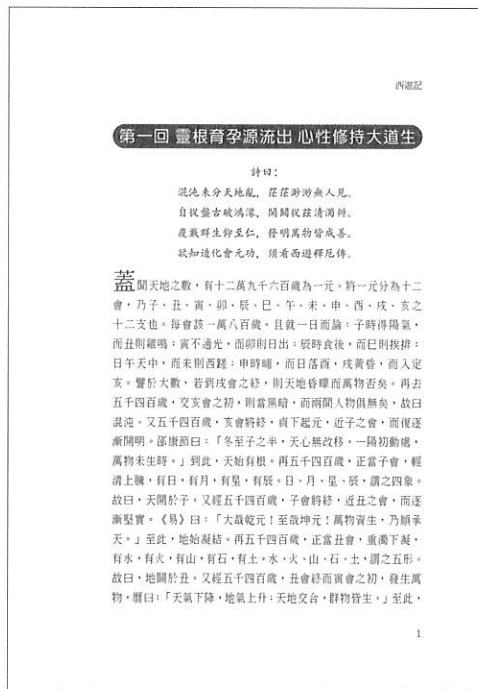 西遊記
第一回 靈根育孕源流出 心性修持大道生
詩曰：
混沌未分天地亂，茫茫渺渺無人見。
自從盤古破鴻濛，開闢從茲清濁辨。
覆載群生仰至仁，發明萬物皆成善。
欲知造化會元功，須看西遊釋厄傳。
蓋聞天地之數，有十二萬九千六百歲為一元。將一元分為十二
會，乃子、丑、寅、卯、辰、巳、午、未、申、酉、戌、亥之
十二支也。每會該一萬八百歲。且就一日而論：子時得陽氣，
而丑則雞鳴；寅不通光，而卯則日出；辰時食後，而巳則挨排；
日午天中，而未則西蹉；申時晡，而日落酉，戌黃昏，而人定
亥。譬於大數，若到戌會之終，則天地昏曚而萬物否矣。再去
五千四百歲，交亥會之初，則當黑暗，而兩間人物俱無矣，故曰
混沌。又五千四百歲，亥會將終，貞下起元，近子之會，而復逐
漸開明。邵康節曰：「冬至子之半，天心無改移。一陽初動處，
萬物未生時。」到此，天始有根。再五千四百歲，正當子會，輕
清上騰，有日，有月，有星，有辰。日、月、星、辰，謂之四象。
故曰，天開於子。又經五千四百歲，子會將終，近丑之會，而逐
漸堅實。《易》曰：「大哉乾元！至哉坤元！萬物資生，乃順承
天。」至此，地始凝結。再五千四百歲，正當丑會，重濁下凝，
有水，有火，有山，有石，有土。水、火、山、石、土，謂之五形。
故曰，地闢於丑。又經五千四百歲，丑會終而寅會之初，發生萬
物。曆曰：「天氣下降，地氣上升；天地交合，群物皆生。」至此，
1